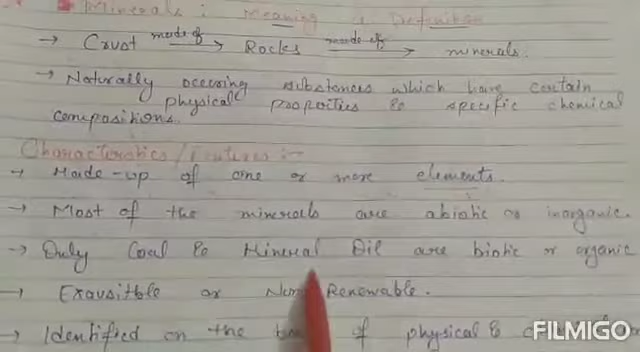 Minerals : Meaning & Definition
→ Crust made of → Rocks made of → minerals.
→ Naturally occuring substances which have certain
physical properties & specific chemical
compositions.
Characteristics/Features :-
→ Made-up of one or more elements.
→ Most of the minerals are abiotic or inorganic.
→ Only Coal & Mineral Oil are biotic or organic
→ Exausitble or Non Renewable.
→ Identified on the of physical &
FILMIGO